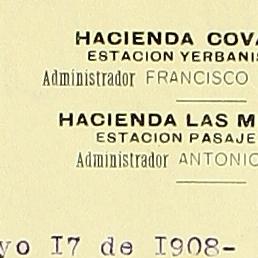 HACIENDA COVA
ESTACION YERBANIS
Administrador FRANCISCO
HACIENDA LAS M
ESTACION PASAJE
Administrador ANTONIO
yo I7 de I908-